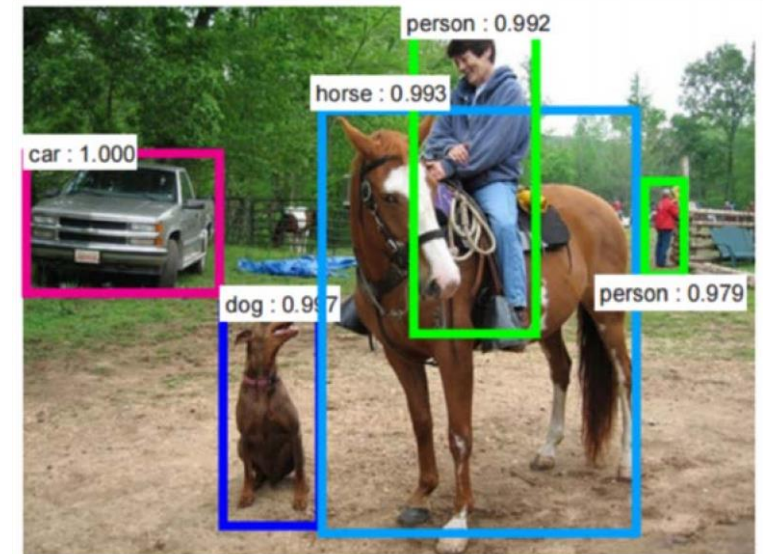 person : 0.992
horse : 0.993
car : 1.000
dog : 0.997
person : 0.979